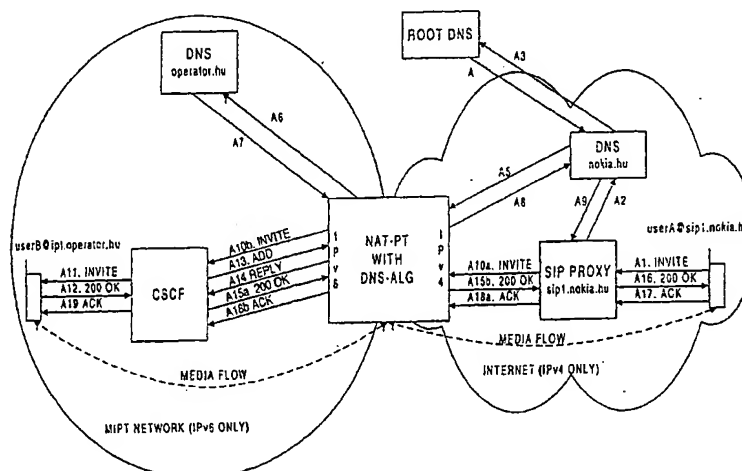 ROOT DNS
A3
A
DNS
operator.hu
A6
A7
DNS
nokia.hu
A5
A8
A9
A2
userB@ip1.operator.hu
userA@sip1.nokia.h
NAT-PT
WITH
DNS-ALG
IPv6
IPv4
A10b. INVITE
A13. ADD
A14 REPLY
A15a. 200 OK
A18b ACK
CSCF
A11. INVITE
A12. 200 OK
A19 ACK
A10a. INVITE
A15b. 200 OK
A18a. ACK
SIP PROXY
sip1.nokia.hu
A1. INVITE
A16. 200 OK
A17. ACK
MEDIA FLOW
MEDIA FLOW
INTERNET (IPv4 ONLY)
MIPT NETWORK (IPv6 ONLY)